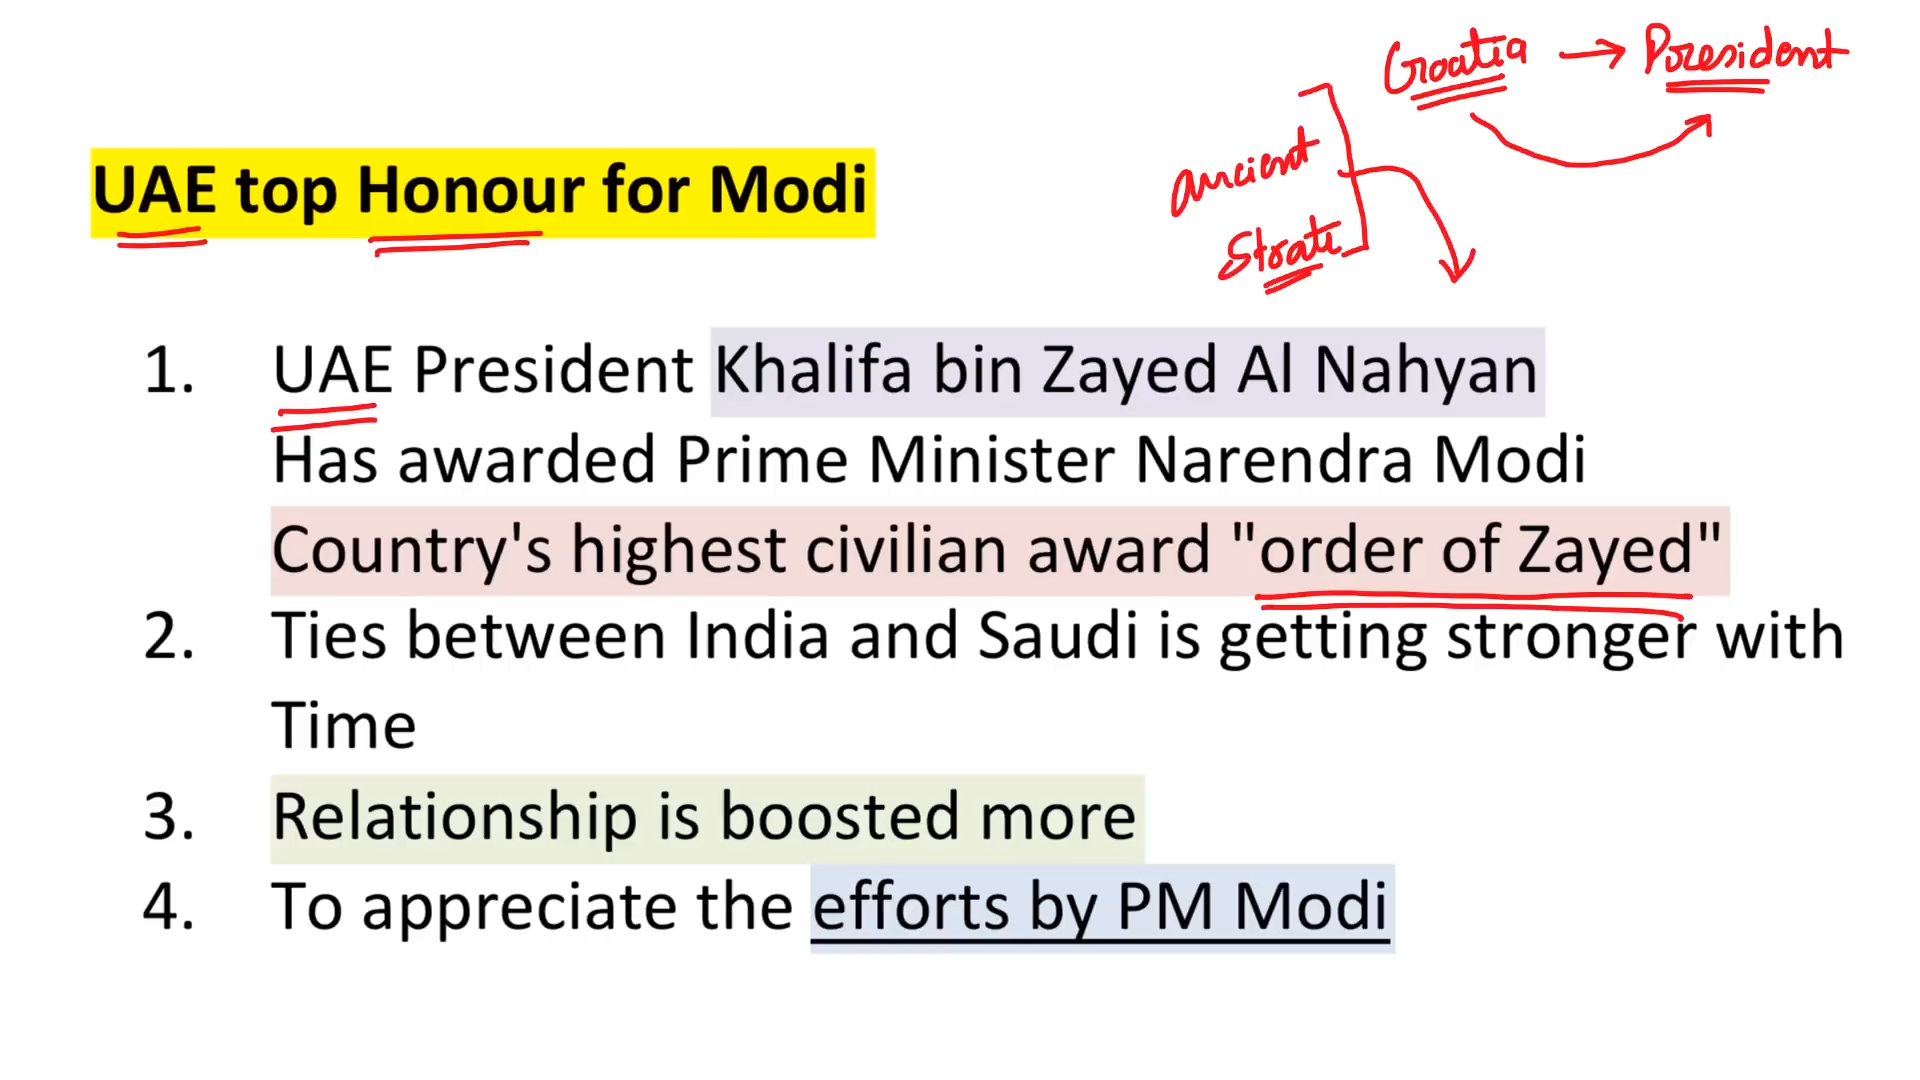 Croatia → President
ancient
Strate
UAE top Honour for Modi
1. UAE President Khalifa bin Zayed Al Nahyan
Has awarded Prime Minister Narendra Modi
Country's highest civilian award "order of Zayed"
2. Ties between India and Saudi is getting stronger with
Time
3. Relationship is boosted more
4. To appreciate the efforts by PM Modi